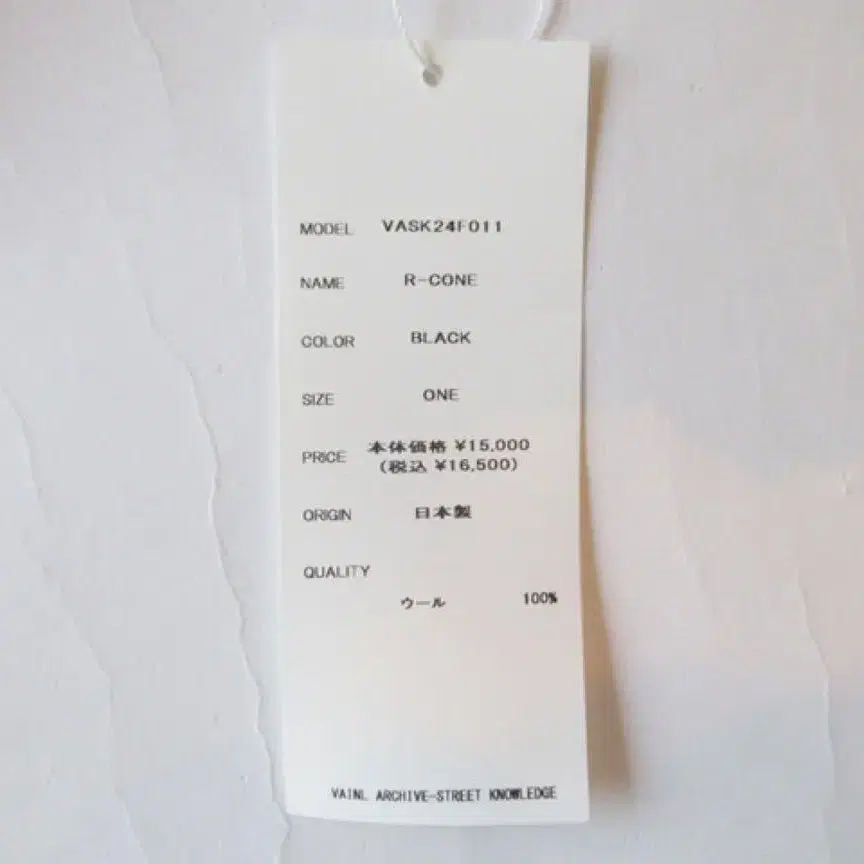 MODEL VASK24F011
NAME R-CONE
COLOR BLACK
SIZE ONE
PRICE 本体価格 ¥15,000
(税込 ¥16,500)
ORIGIN 日本製
QUALITY
ウール 100%
VAINL ARCHIVE-STREET KNOWLEDGE